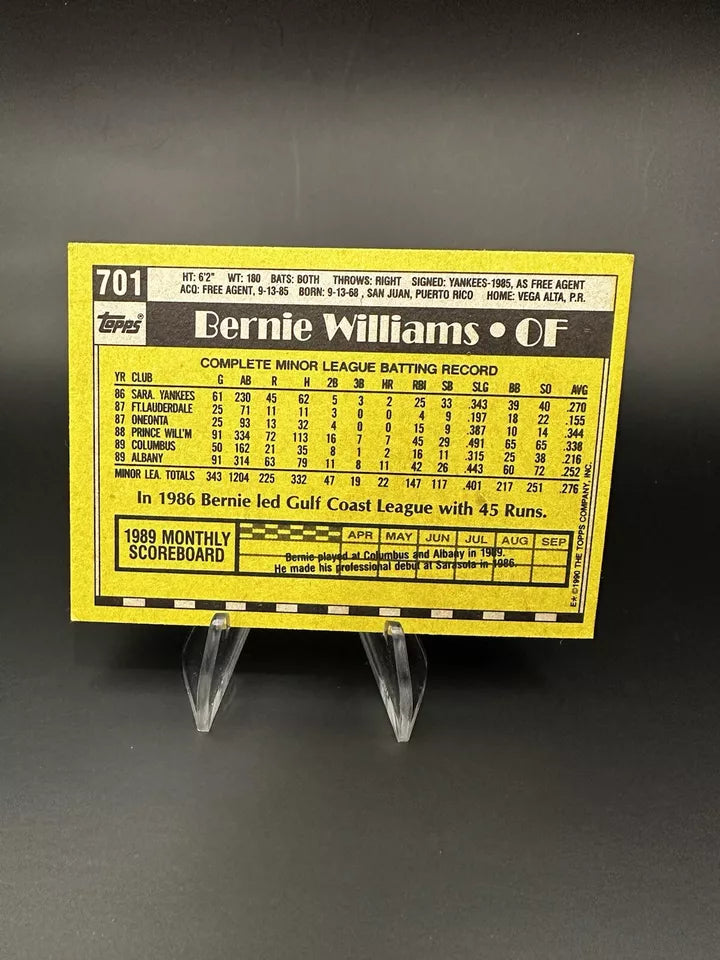 701 HT: 6'2" WT: 180 BATS: BOTH THROWS: RIGHT SIGNED: YANKEES-1985, AS FREE AGENT
ACQ: FREE AGENT, 9-13-85 BORN: 9-13-68 , SAN JUAN, PUERTO RICO HOME: VEGA ALTA, P.R.
Topps® Bernie Williams • OF
COMPLETE MINOR LEAGUE BATTING RECORD
YR CLUB G AB R H 2B 3B HR RBI SB SLG BB SO AVG
86 SARA. YANKEES 61 230 45 62 5 3 2 25 33 .343 39 40 .270
87 FT.LAUDERDALE 25 71 11 11 3 0 0 4 9 .197 18 22 .155
87 ONEONTA 25 93 13 32 4 0 0 15 9 .387 10 14 .344
88 PRINCE WILL'M 91 334 72 113 16 7 7 45 29 .491 65 65 .338
89 COLUMBUS 50 162 21 35 8 1 2 16 11 .315 25 38 .216
89 ALBANY 91 314 63 79 11 8 11 42 26 .443 60 72 .252
MINOR LEA. TOTALS 343 1204 225 332 47 19 22 147 117 .401 217 251 .276
In 1986 Bernie led Gulf Coast League with 45 Runs.
1989 MONTHLY
SCOREBOARD
APR MAY JUN JUL AUG SEP
Bernie played at Columbus and Albany in 1989.
He made his professional debut at Sarasota in 1986.
E* ©1990 THE TOPPS COMPANY, INC.